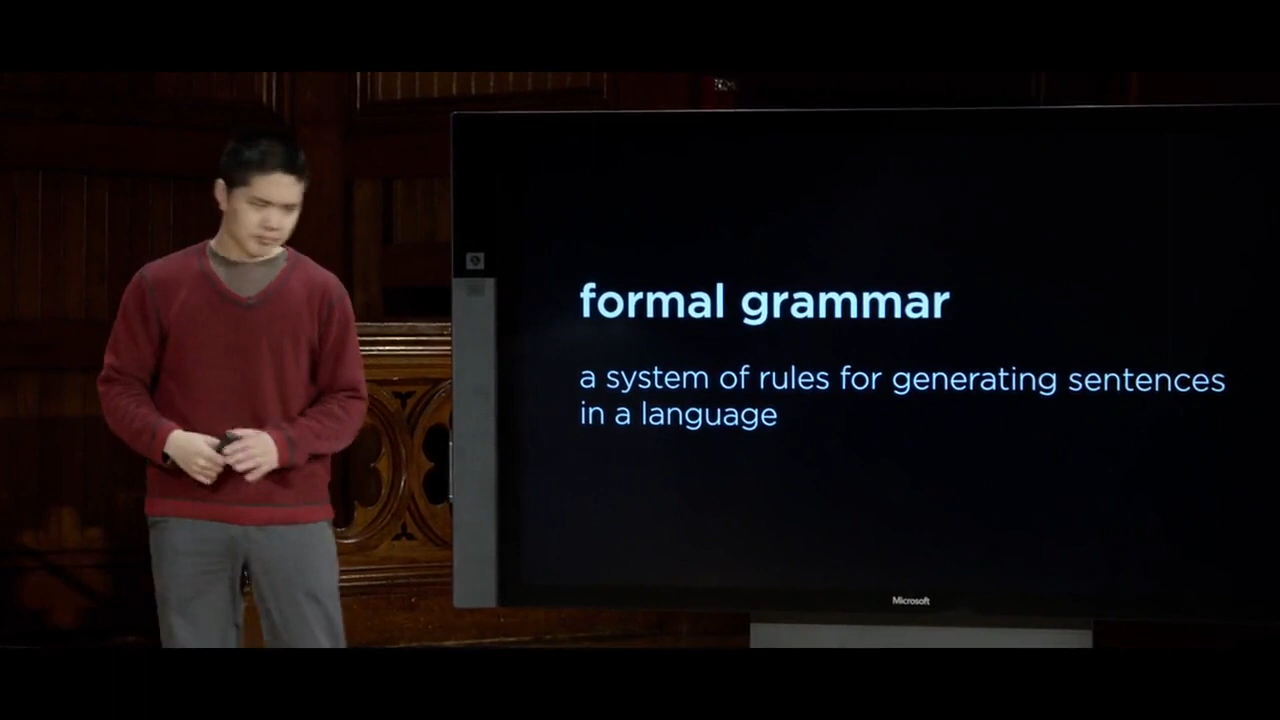 formal grammar
a system of rules for generating sentences
in a language
Microsoft